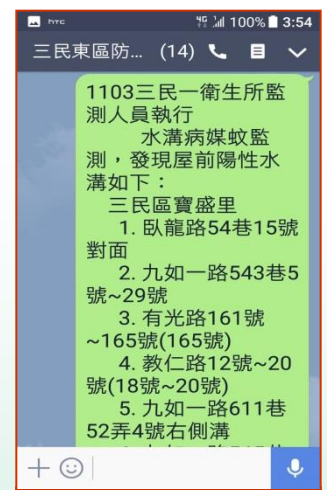 htc 4G 100% 3:54
三民東區防... (14)
1103三民一衛生所監
測人員執行
水溝病媒蚊監
測，發現屋前陽性水
溝如下：
三民區寶盛里
1. 臥龍路54巷15號
對面
2. 九如一路543巷5
號~29號
3. 有光路161號
~165號(165號)
4. 教仁路12號~20
號(18號~20號)
5. 九如一路611巷
52弄4號右側溝